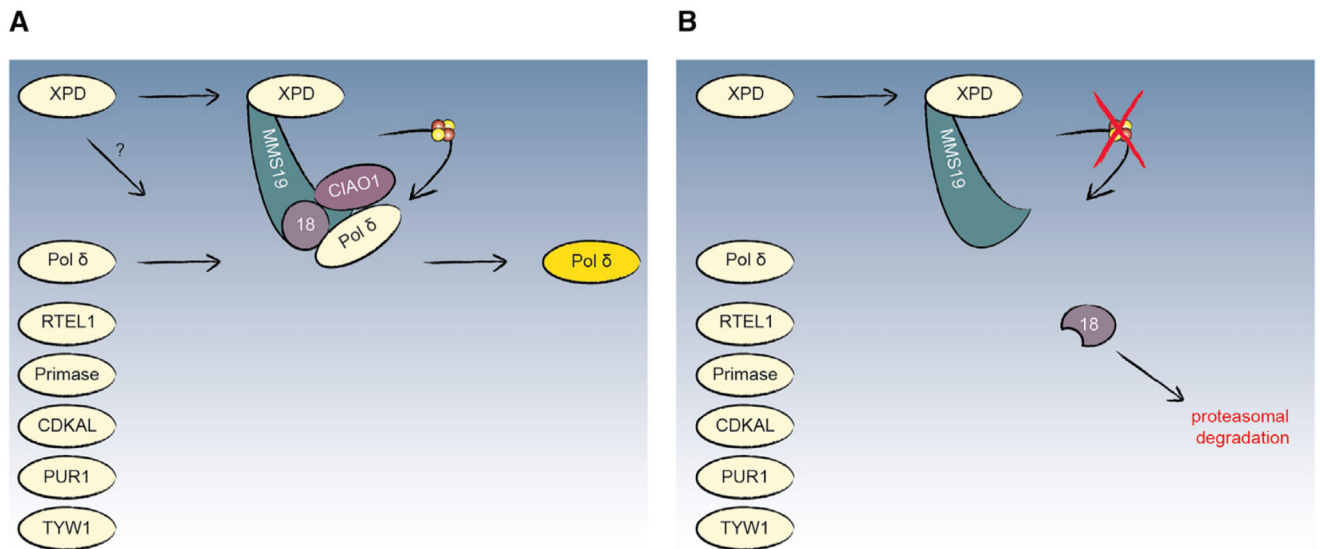 A
XPD
XPD
?
MMS19
CIAO1
18
Pol δ
Pol δ
Pol δ
RTEL1
Primase
CDKAL
PUR1
TYW1
B
XPD
XPD
MMS19
Pol δ
RTEL1
18
Primase
CDKAL
proteasomal
degradation
PUR1
TYW1